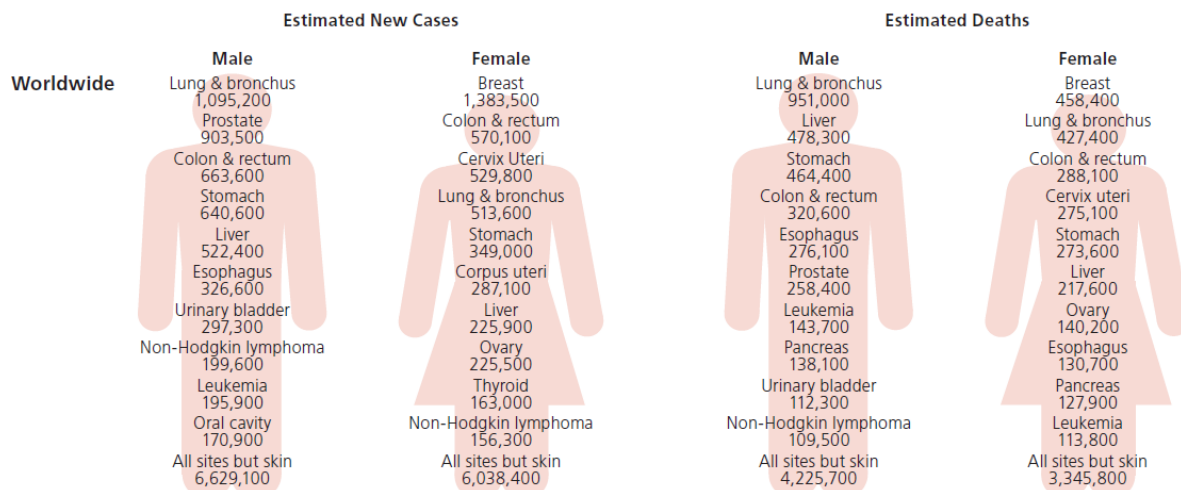 Estimated New Cases
Estimated Deaths
Worldwide
Male
Lung & bronchus
1,095,200
Prostate
903,500
Colon & rectum
663,600
Stomach
640,600
Liver
522,400
Esophagus
326,600
Urinary bladder
297,300
Non-Hodgkin lymphoma
199,600
Leukemia
195,900
Oral cavity
170,900
All sites but skin
6,629,100
Female
Breast
1,383,500
Colon & rectum
570,100
Cervix Uteri
529,800
Lung & bronchus
513,600
Stomach
349,000
Corpus uteri
287,100
Liver
225,900
Ovary
225,500
Thyroid
163,000
Non-Hodgkin lymphoma
156,300
All sites but skin
6,038,400
Male
Lung & bronchus
951,000
Liver
478,300
Stomach
464,400
Colon & rectum
320,600
Esophagus
276,100
Prostate
258,400
Leukemia
143,700
Pancreas
138,100
Urinary bladder
112,300
Non-Hodgkin lymphoma
109,500
All sites but skin
4,225,700
Female
Breast
458,400
Lung & bronchus
427,400
Colon & rectum
288,100
Cervix uteri
275,100
Stomach
273,600
Liver
217,600
Ovary
140,200
Esophagus
130,700
Pancreas
127,900
Leukemia
113,800
All sites but skin
3,345,800